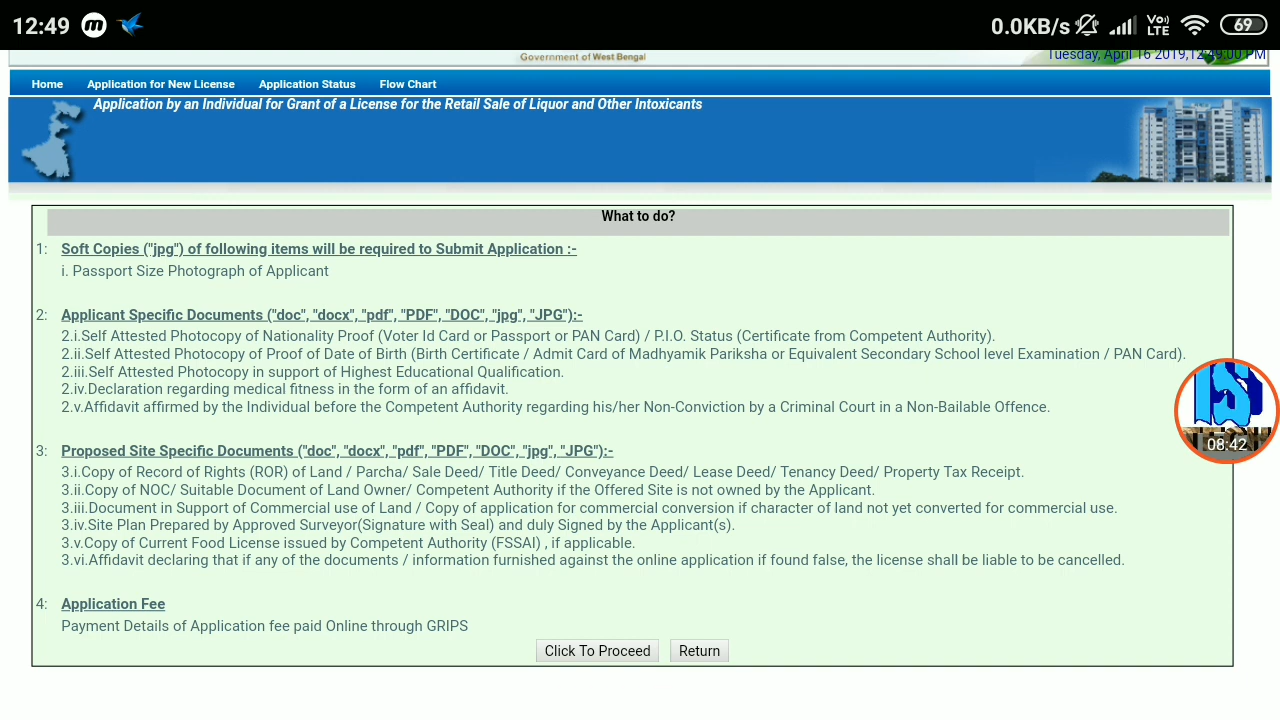 12:49
0.0KB/s
Vo)
LTE
69
Government of West Bengal
Tuesday, April 16 2019,12:49:00 PM
Home Application for New License Application Status Flow Chart
Application by an Individual for Grant of a License for the Retail Sale of Liquor and Other Intoxicants
What to do?
1: Soft Copies ("jpg") of following items will be required to Submit Application :-
i. Passport Size Photograph of Applicant
2: Applicant Specific Documents ("doc", "docx", "pdf", "PDF", "DOC", "jpg", "JPG"):-
2.i.Self Attested Photocopy of Nationality Proof (Voter Id Card or Passport or PAN Card) / P.I.O. Status (Certificate from Competent Authority).
2.ii.Self Attested Photocopy of Proof of Date of Birth (Birth Certificate / Admit Card of Madhyamik Pariksha or Equivalent Secondary School level Examination / PAN Card).
2.iii.Self Attested Photocopy in support of Highest Educational Qualification.
2.iv.Declaration regarding medical fitness in the form of an affidavit.
2.v.Affidavit affirmed by the Individual before the Competent Authority regarding his/her Non-Conviction by a Criminal Court in a Non-Bailable Offence.
08:42
3: Proposed Site Specific Documents ("doc", "docx", "pdf", "PDF", "DOC","jpg", "JPG"):-
3.i.Copy of Record of Rights (ROR) of Land / Parcha/ Sale Deed/ Title Deed/ Conveyance Deed/ Lease Deed/ Tenancy Deed/ Property Tax Receipt.
3.ii.Copy of NOC/ Suitable Document of Land Owner/ Competent Authority if the Offered Site is not owned by the Applicant.
3.iii.Document in Support of Commercial use of Land / Copy of application for commercial conversion if character of land not yet converted for commercial use.
3.iv.Site Plan Prepared by Approved Surveyor(Signature with Seal) and duly Signed by the Applicant(s).
3.v.Copy of Current Food License issued by Competent Authority (FSSAI) , if applicable.
3.vi.Affidavit declaring that if any of the documents / information furnished against the online application if found false, the license shall be liable to be cancelled.
4: Application Fee
Payment Details of Application fee paid Online through GRIPS
Click To Proceed Return